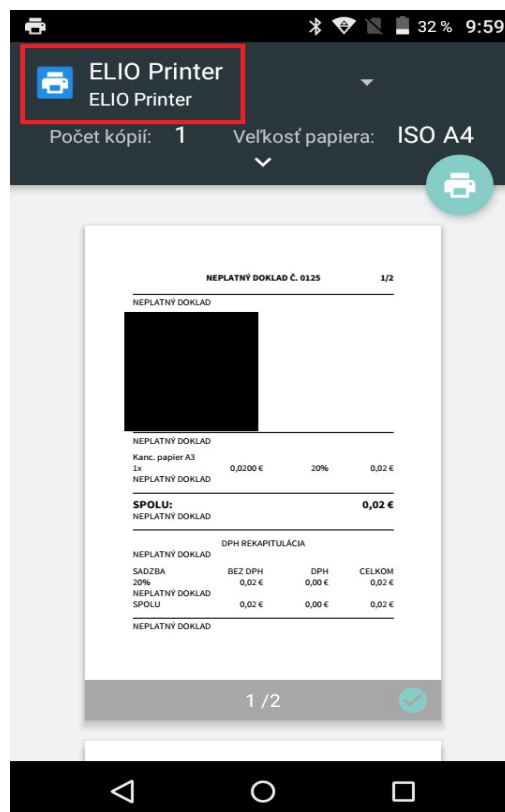 32 % 9:59
ELIO Printer
ELIO Printer
Počet kópií: 1 Veľkosť papiera: ISO A4
NEPLATNÝ DOKLAD Č. 0125 1/2
NEPLATNÝ DOKLAD
NEPLATNÝ DOKLAD
Kanc. papier A3
1x 0,0200 € 20% 0,02 €
NEPLATNÝ DOKLAD
SPOLU: 0,02 €
NEPLATNÝ DOKLAD
DPH REKAPITULÁCIA
NEPLATNÝ DOKLAD
SADZBA BEZ DPH DPH CELKOM
20% 0,02 € 0,00 € 0,02 €
NEPLATNÝ DOKLAD
SPOLU 0,02 € 0,00 € 0,02 €
NEPLATNÝ DOKLAD
1 /2